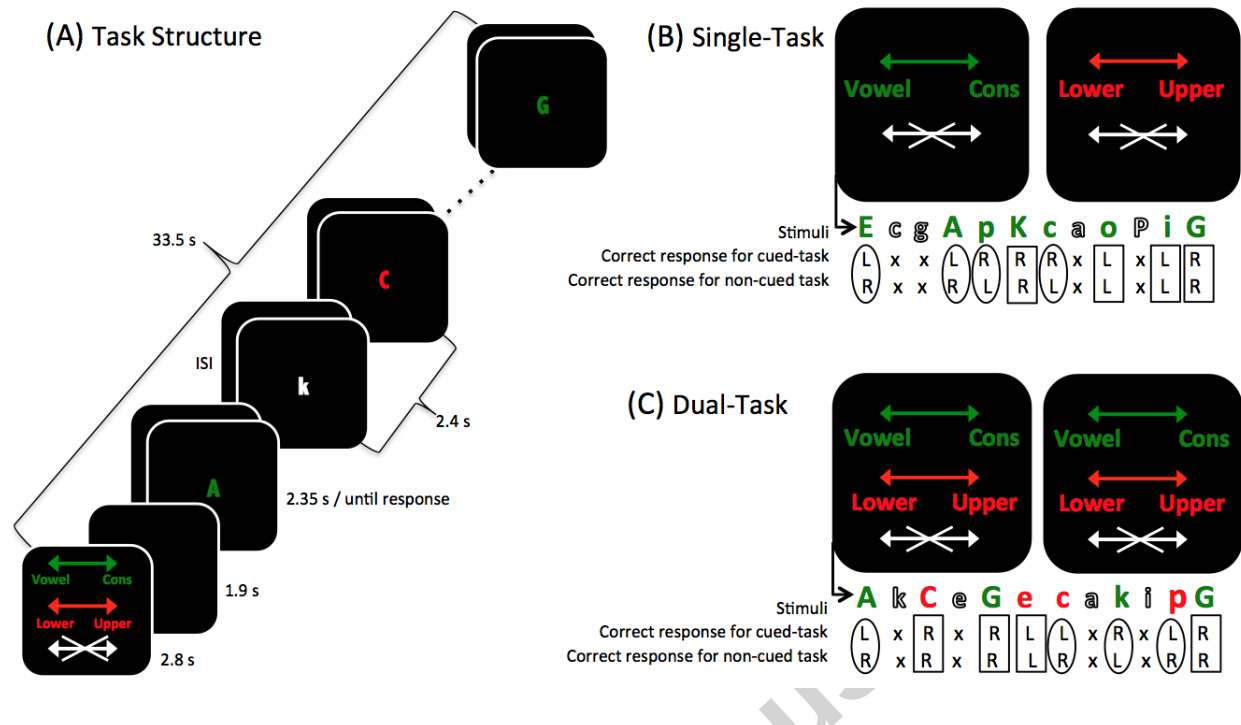 (A) Task Structure
G
33.5 s
C
ISI
k
2.4 s
A
2.35 s / until response
1.9 s
Vowel Cons
Lower Upper
2.8 s
(B) Single-Task
Vowel Cons
Lower Upper
Stimuli E c g A p K c a o P i G
Correct response for cued-task L x x L R R R x L x L R
Correct response for non-cued task R x x R L R L x L x L R
(C) Dual-Task
Vowel Cons
Lower Upper
Vowel Cons
Lower Upper
Stimuli A k C e G e c a k i p G
Correct response for cued-task L x R x R L L x R x L R
Correct response for non-cued task R x R x R L R x L x R R